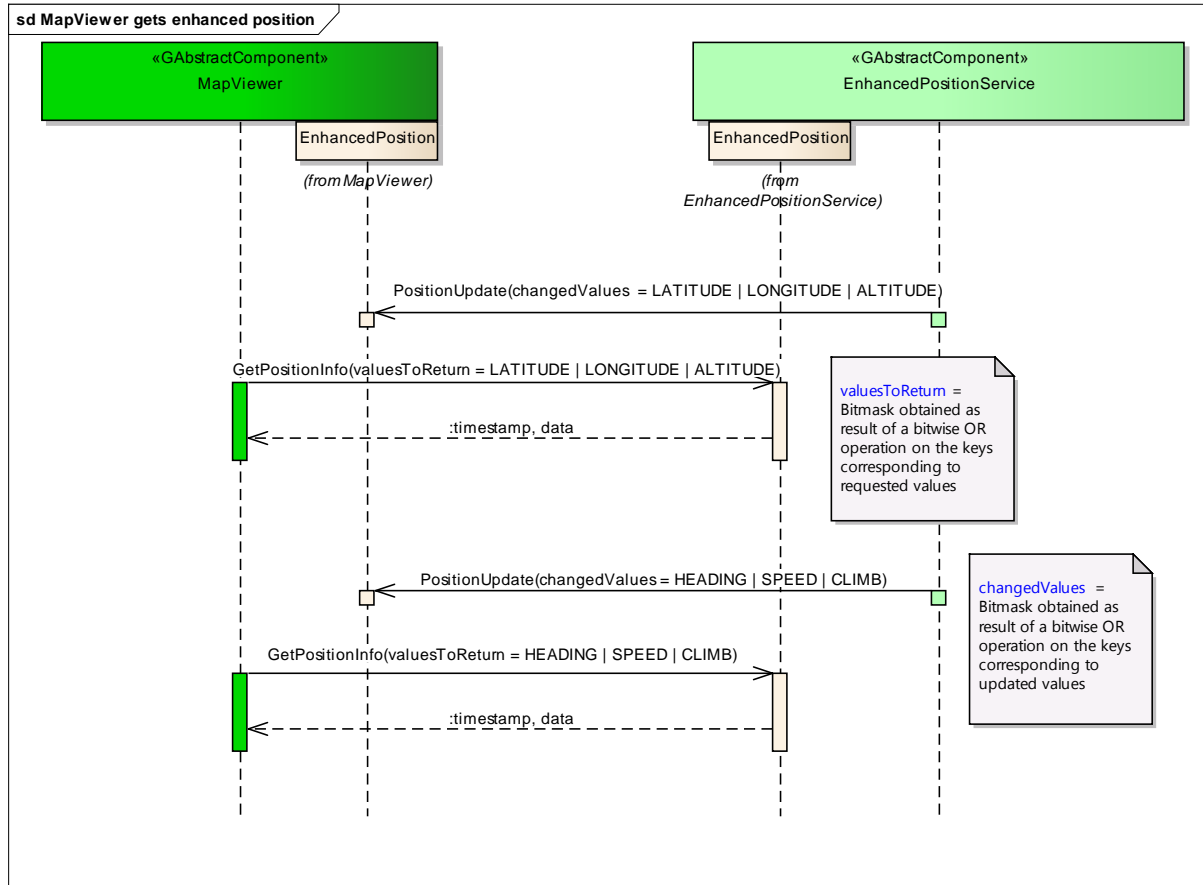 sd MapViewer gets enhanced position
«GAbstractComponent»
MapViewer
«GAbstractComponent»
EnhancedPositionService
EnhancedPosition
(from MapViewer)
EnhancedPosition
(from
EnhancedPositionService)
PositionUpdate(changedValues = LATITUDE | LONGITUDE | ALTITUDE)
GetPositionInfo(valuesToReturn = LATITUDE | LONGITUDE | ALTITUDE)
:timestamp, data
valuesToReturn =
Bitmask obtained as
result of a bitwise OR
operation on the keys
corresponding to
requested values
PositionUpdate(changedValues = HEADING | SPEED | CLIMB)
changedValues =
Bitmask obtained as
result of a bitwise OR
operation on the keys
corresponding to
updated values
GetPositionInfo(valuesToReturn = HEADING | SPEED | CLIMB)
:timestamp, data